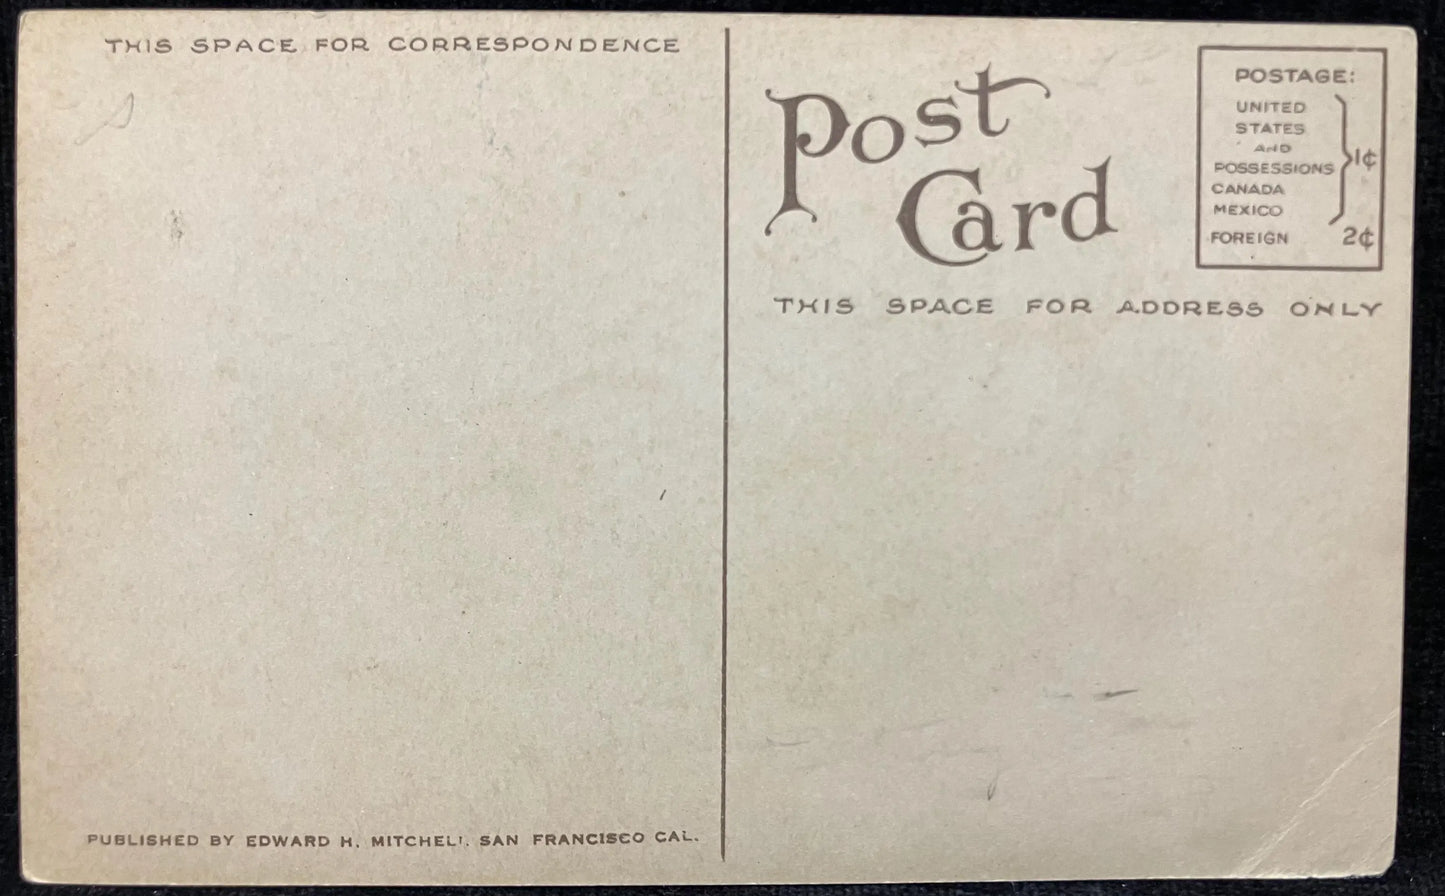 THIS SPACE FOR CORRESPONDENCE
Post
Card
POSTAGE:
UNITED
STATES
AND
POSSESSIONS
CANADA
MEXICO
1¢
FOREIGN 2¢
THIS SPACE FOR ADDRESS ONLY
PUBLISHED BY EDWARD H. MITCHELL. SAN FRANCISCO CAL.